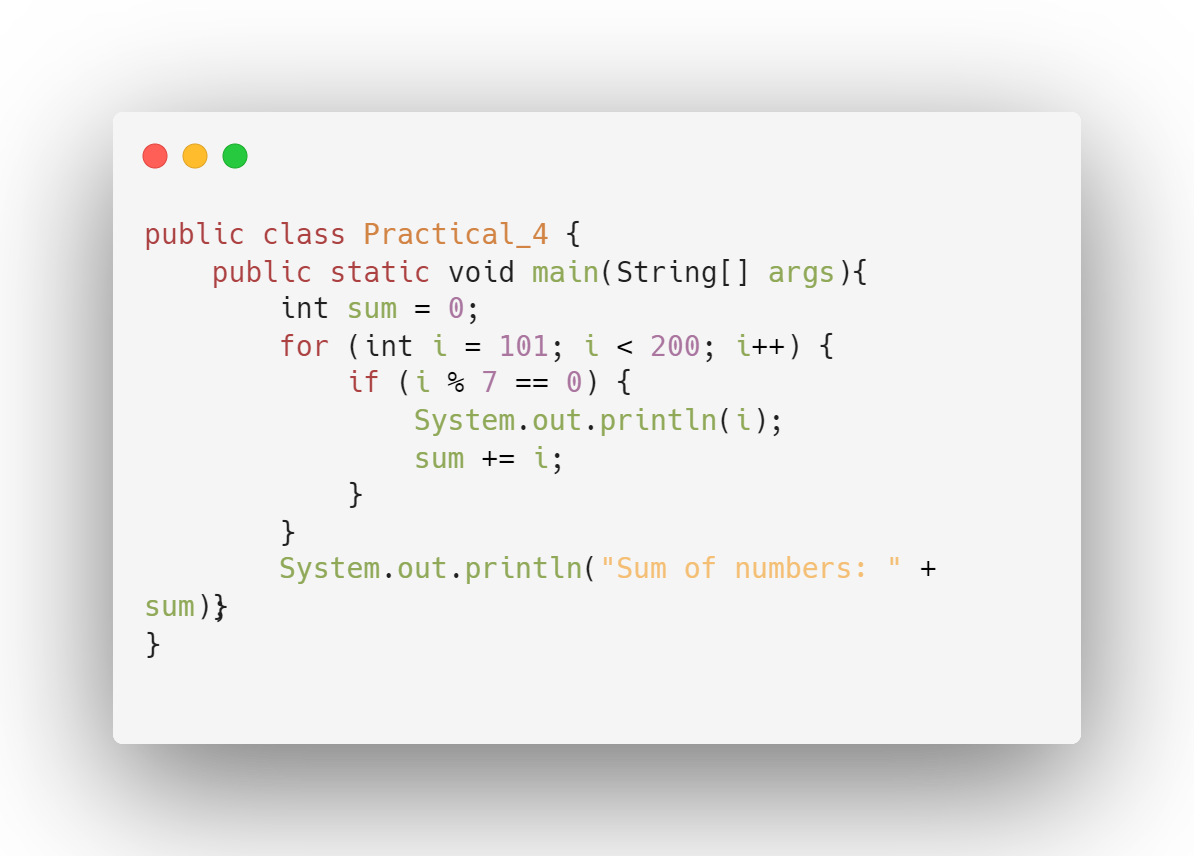 public class Practical_4 {
    public static void main(String[] args){
        int sum = 0;
        for (int i = 101; i < 200; i++) {
            if (i % 7 == 0) {
                System.out.println(i);
                sum += i;
            }
        }
        System.out.println("Sum of numbers: " +
sum);}
}